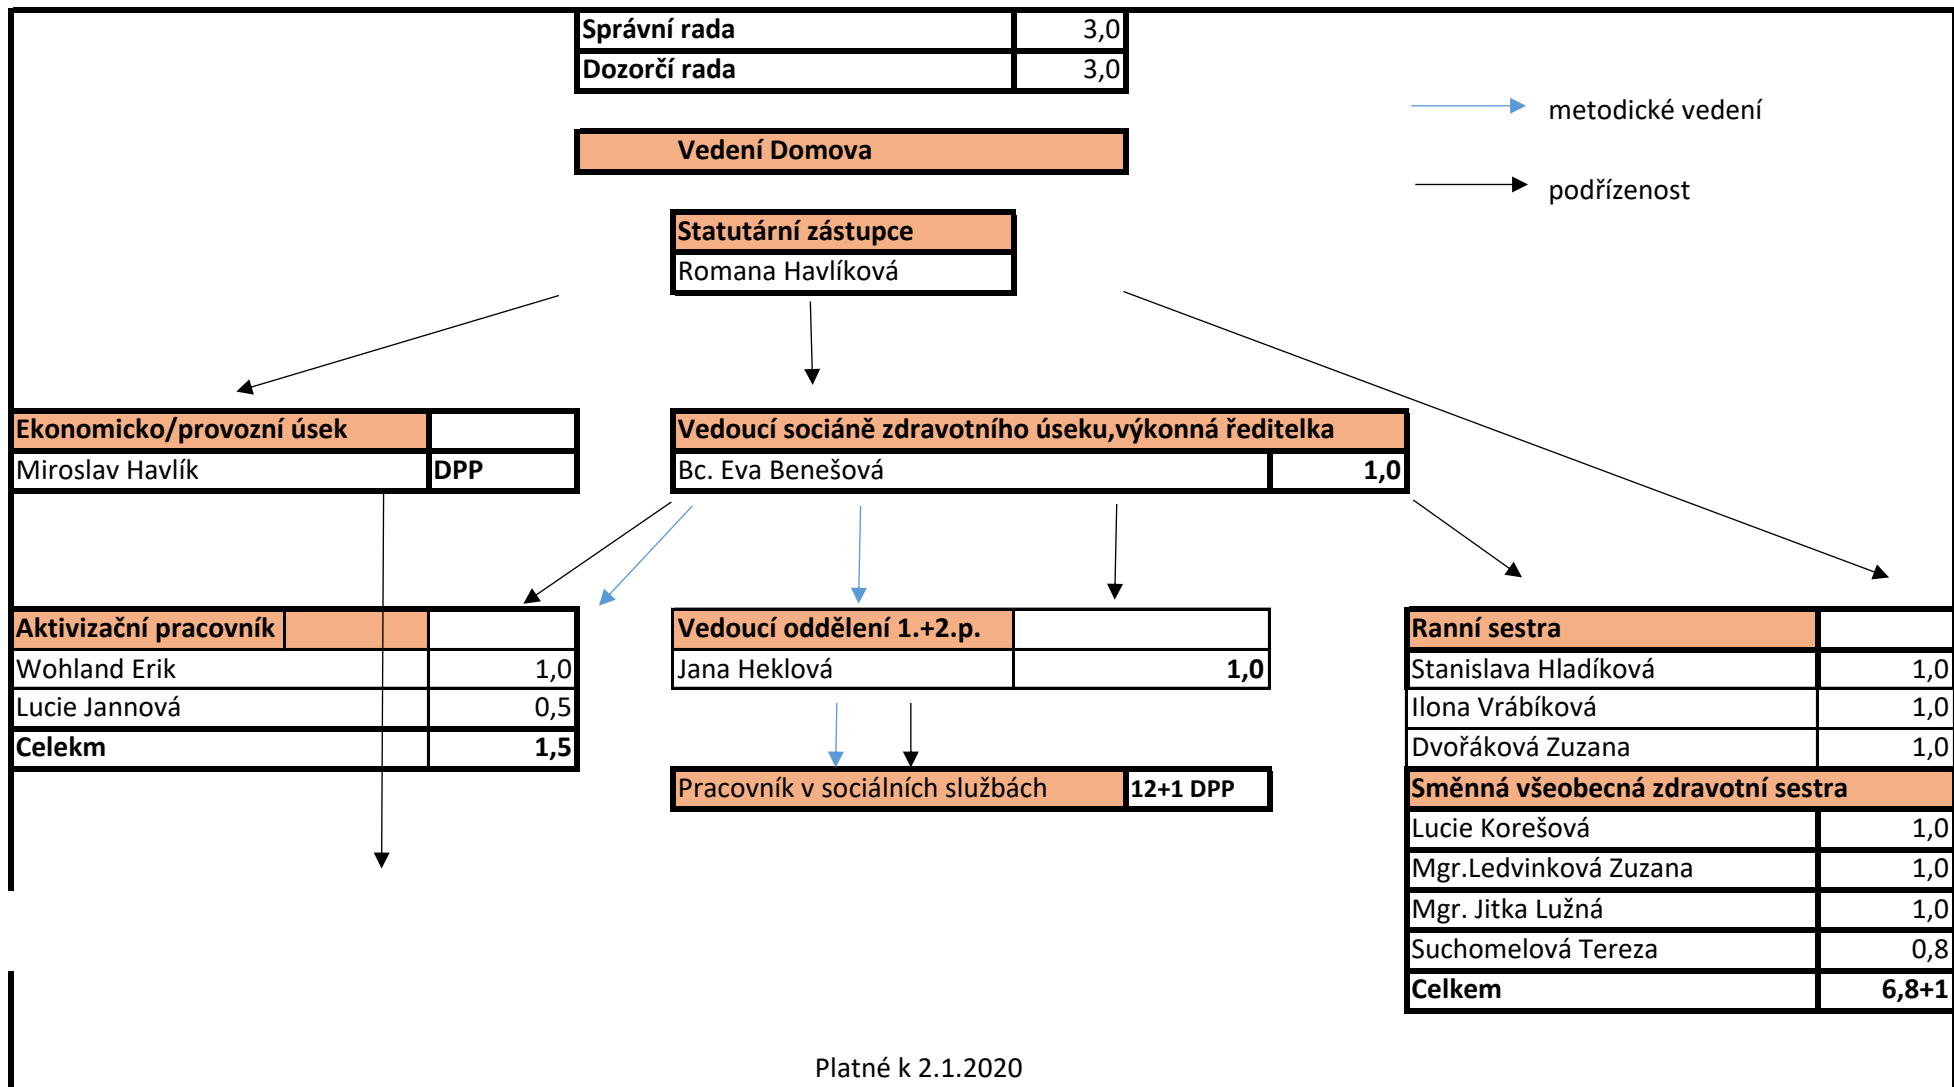 Správní rada 3,0
Dozorčí rada 3,0
metodické vedení
Vedení Domova
podřízenost
Statutární zástupce
Romana Havlíková
Ekonomicko/provozní úsek
Miroslav Havlík DPP
Vedoucí sociáně zdravotního úseku,výkonná ředitelka
Bc. Eva Benešová 1,0
Aktivizační pracovník
Wohland Erik 1,0
Lucie Jannová 0,5
Celekm 1,5
Vedoucí oddělení 1.+2.p.
Jana Heklová 1,0
Pracovník v sociálních službách 12+1 DPP
Ranní sestra
Stanislava Hladíková 1,0
Ilona Vrábíková 1,0
Dvořáková Zuzana 1,0
Směnná všeobecná zdravotní sestra
Lucie Korešová 1,0
Mgr.Ledvinková Zuzana 1,0
Mgr. Jitka Lužná 1,0
Suchomelová Tereza 0,8
Celkem 6,8+1
Platné k 2.1.2020